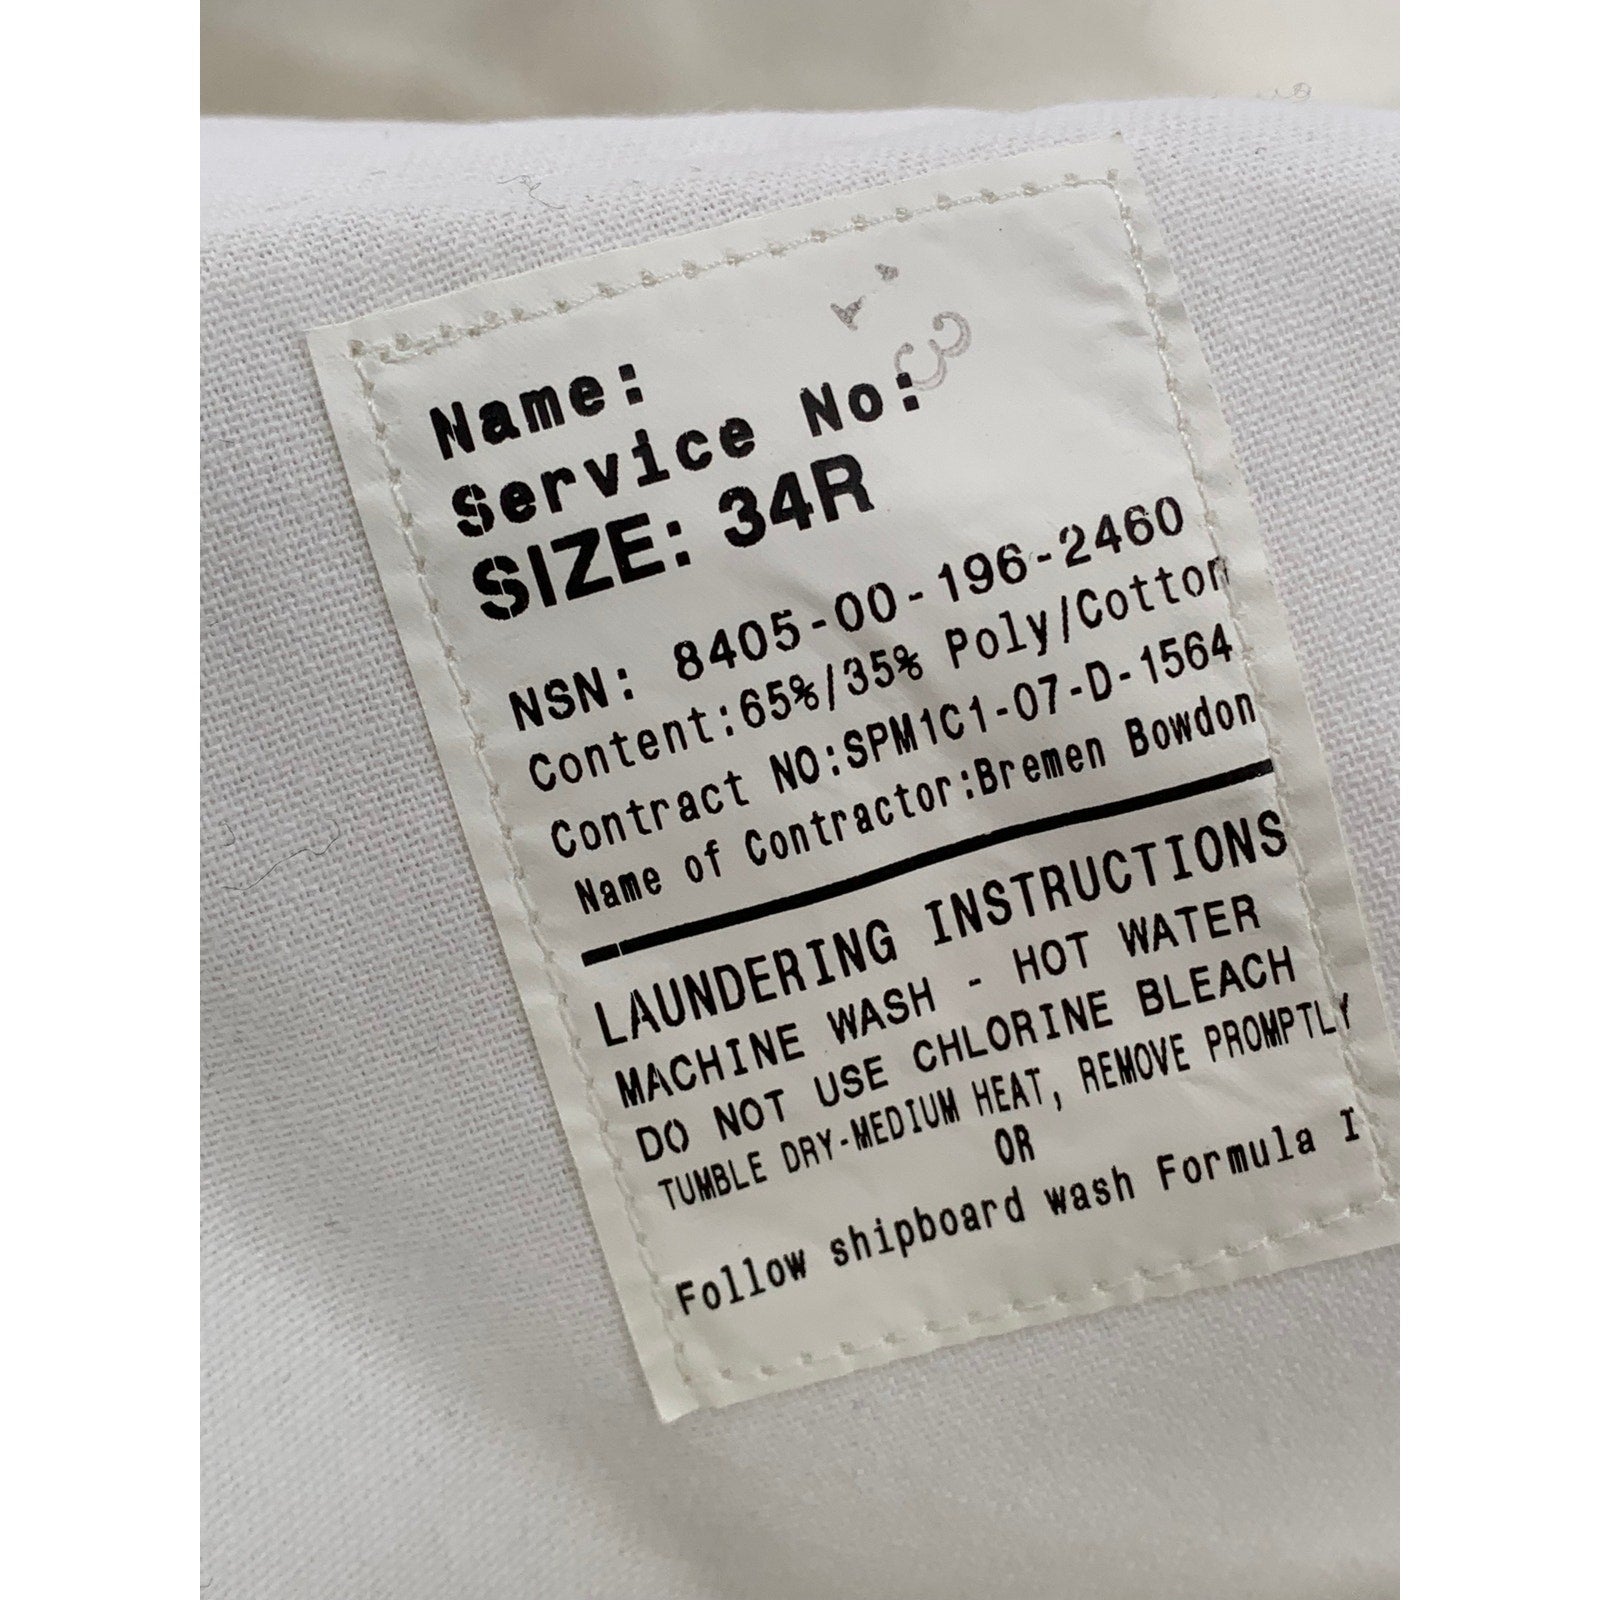 Name:
Service No:
SIZE: 34R
NSN: 8405-00-196-2460
Content:65%/35% Poly/Cotton
Contract NO:SPM1C1-07-D-1564
Name of Contractor:Bremen Bowdon
LAUNDERING INSTRUCTIONS
MACHINE WASH - HOT WATER
DO NOT USE CHLORINE BLEACH
TUMBLE DRY-MEDIUM HEAT, REMOVE PROMPTLY
OR
Follow shipboard wash Formula I